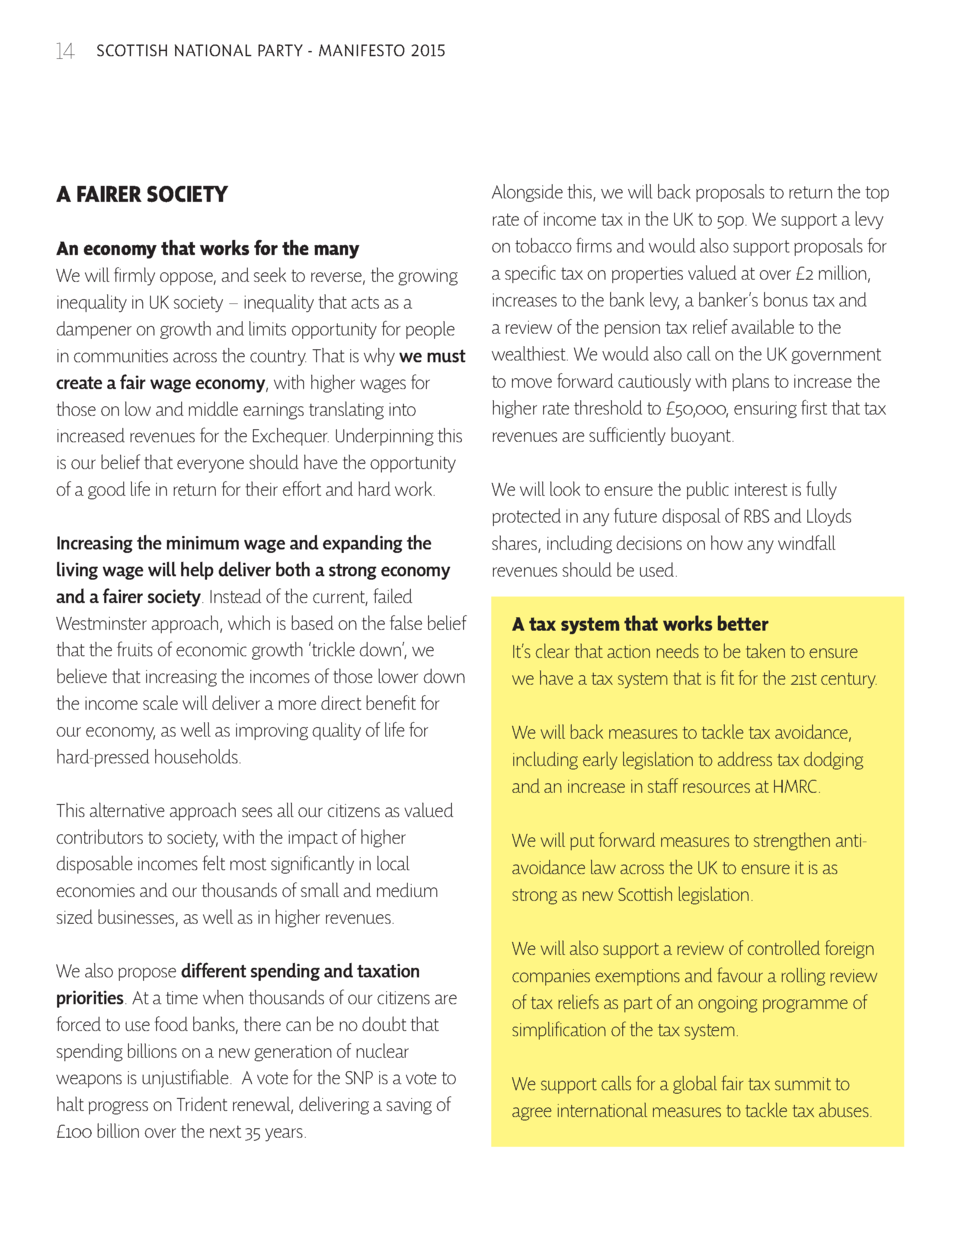 14 SCOTTISH NATIONAL PARTY - MANIFESTO 2015
A FAIRER SOCIETY
An economy that works for the many
We will firmly oppose, and seek to reverse, the growing
inequality in UK society – inequality that acts as a
dampener on growth and limits opportunity for people
in communities across the country. That is why we must
create a fair wage economy, with higher wages for
those on low and middle earnings translating into
increased revenues for the Exchequer. Underpinning this
is our belief that everyone should have the opportunity
of a good life in return for their effort and hard work.
Increasing the minimum wage and expanding the
living wage will help deliver both a strong economy
and a fairer society. Instead of the current, failed
Westminster approach, which is based on the false belief
that the fruits of economic growth ‘trickle down’, we
believe that increasing the incomes of those lower down
the income scale will deliver a more direct benefit for
our economy, as well as improving quality of life for
hard-pressed households.
This alternative approach sees all our citizens as valued
contributors to society, with the impact of higher
disposable incomes felt most significantly in local
economies and our thousands of small and medium
sized businesses, as well as in higher revenues.
We also propose different spending and taxation
priorities. At a time when thousands of our citizens are
forced to use food banks, there can be no doubt that
spending billions on a new generation of nuclear
weapons is unjustifiable.  A vote for the SNP is a vote to
halt progress on Trident renewal, delivering a saving of
£100 billion over the next 35 years.
Alongside this, we will back proposals to return the top
rate of income tax in the UK to 50p. We support a levy
on tobacco firms and would also support proposals for
a specific tax on properties valued at over £2 million,
increases to the bank levy, a banker’s bonus tax and
a review of the pension tax relief available to the
wealthiest. We would also call on the UK government
to move forward cautiously with plans to increase the
higher rate threshold to £50,000, ensuring first that tax
revenues are sufficiently buoyant.
We will look to ensure the public interest is fully
protected in any future disposal of RBS and Lloyds
shares, including decisions on how any windfall
revenues should be used.
A tax system that works better
It’s clear that action needs to be taken to ensure
we have a tax system that is fit for the 21st century.
We will back measures to tackle tax avoidance,
including early legislation to address tax dodging
and an increase in staff resources at HMRC.
We will put forward measures to strengthen anti-
avoidance law across the UK to ensure it is as
strong as new Scottish legislation.
We will also support a review of controlled foreign
companies exemptions and favour a rolling review
of tax reliefs as part of an ongoing programme of
simplification of the tax system.
We support calls for a global fair tax summit to
agree international measures to tackle tax abuses.